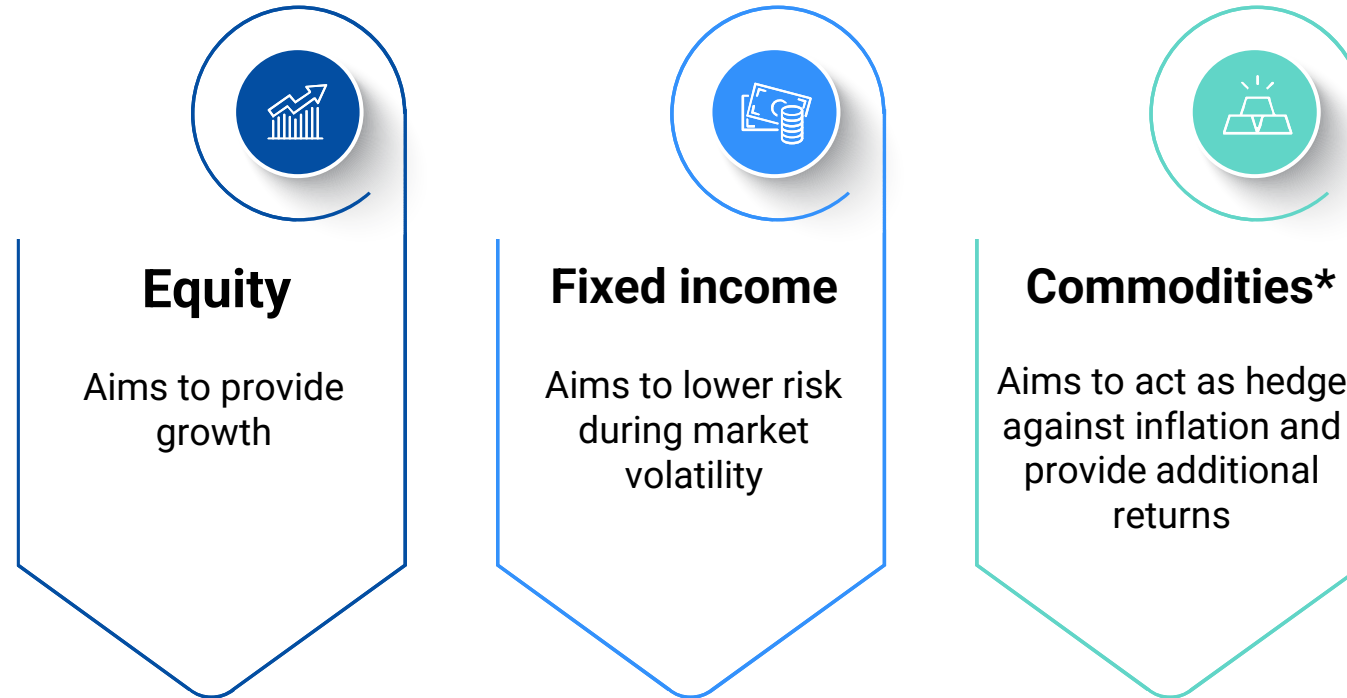 Equity
Aims to provide
growth
Fixed income
Aims to lower risk
during market
volatility
Commodities*
Aims to act as hedge
against inflation and
provide additional
returns